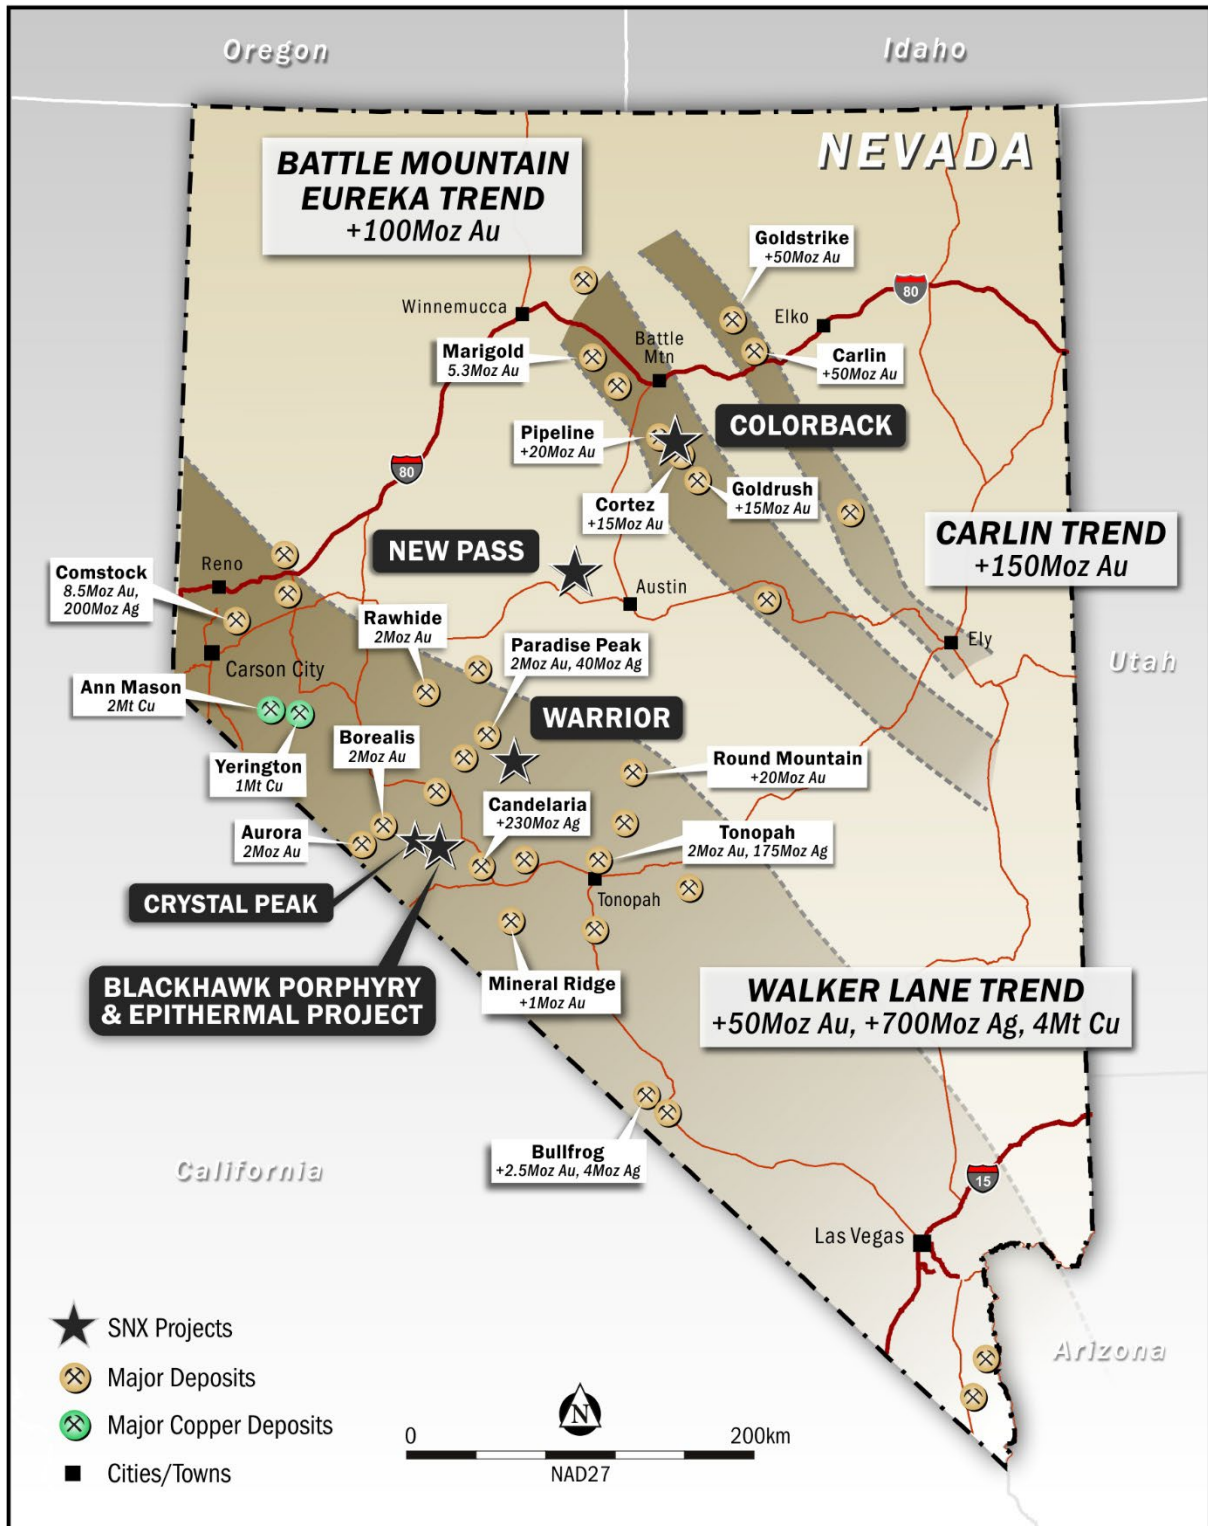 Oregon
Idaho
NEVADA
BATTLE MOUNTAIN
EUREKA TREND
+100Moz Au
Goldstrike
+50Moz Au
80
Winnemucca
Elko
Battle
Mtn
Marigold
5.3Moz Au
Carlin
+50Moz Au
COLORBACK
Pipeline
+20Moz Au
80
Goldrush
+15Moz Au
Cortez
+15Moz Au
CARLIN TREND
+150Moz Au
NEW PASS
Reno
Comstock
8.5Moz Au,
200Moz Ag
Austin
Rawhide
2Moz Au
Paradise Peak
2Moz Au, 40Moz Ag
Ely
Utah
Carson City
Ann Mason
2Mt Cu
WARRIOR
Borealis
2Moz Au
Yerington
1Mt Cu
Round Mountain
+20Moz Au
Candelaria
+230Moz Ag
Aurora
2Moz Au
Tonopah
2Moz Au, 175Moz Ag
CRYSTAL PEAK
Tonopah
BLACKHAWK PORPHYRY
& EPITHERMAL PROJECT
Mineral Ridge
+1Moz Au
WALKER LANE TREND
+50Moz Au, +700Moz Ag, 4Mt Cu
Bullfrog
+2.5Moz Au, 4Moz Ag
California
15
Las Vegas
Arizona
SNX Projects
Major Deposits
Major Copper Deposits
Cities/Towns
N
0
200km
NAD27